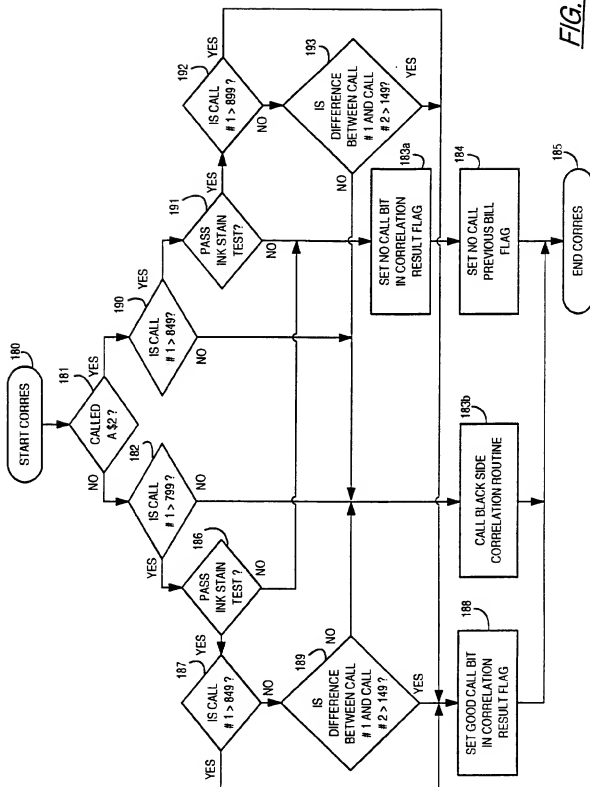 START CORRES
180
181
CALLED
A $2 ?
NO
YES
182
IS CALL
# 1 > 799 ?
YES
NO
190
IS CALL
# 1 > 849?
YES
NO
186
PASS
INK STAIN
TEST ?
YES
NO
191
PASS
INK STAIN
TEST?
YES
NO
187
IS CALL
# 1 > 849 ?
YES
NO
192
IS CALL
# 1 > 899 ?
YES
NO
189
IS
DIFFERENCE
BETWEEN CALL
# 1 AND CALL
# 2 > 149 ?
NO
YES
193
IS
DIFFERENCE
BETWEEN CALL
# 1 AND CALL
# 2 > 149?
NO
YES
183a
SET NO CALL BIT
IN CORRELATION
RESULT FLAG
188
SET GOOD CALL BIT
IN CORRELATION
RESULT FLAG
183b
CALL BLACK SIDE
CORRELATION ROUTINE
184
SET NO CALL
PREVIOUS BILL
FLAG
185
END CORRES
FIG.